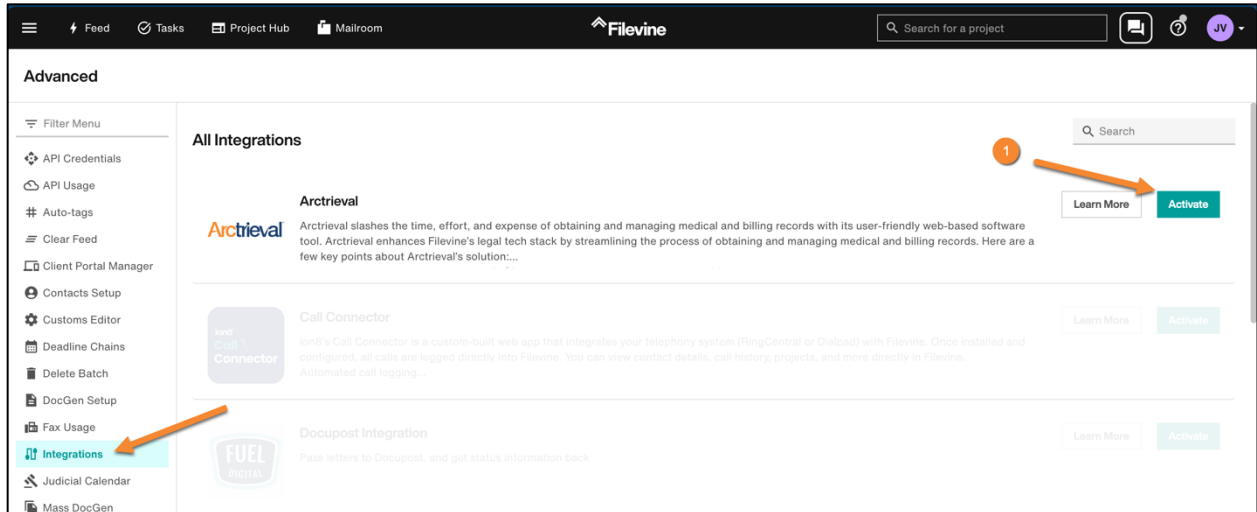 Feed Tasks Project Hub Mailroom Filevine Search for a project JV
Advanced
Filter Menu
API Credentials
API Usage
Auto-tags
Clear Feed
Client Portal Manager
Contacts Setup
Customs Editor
Deadline Chains
Delete Batch
DocGen Setup
Fax Usage
Integrations
Judicial Calendar
Mass DocGen
All Integrations
Search
1
Arctrieval
Arctrieval
Learn More Activate
Arctrieval slashes the time, effort, and expense of obtaining and managing medical and billing records with its user-friendly web-based software
tool. Arctrieval enhances Filevine's legal tech stack by streamlining the process of obtaining and managing medical and billing records. Here are a
few key points about Arctrieval's solution:...
ion8
Call
Connector
Call Connector
Learn More Activate
ion8's Call Connector is a custom-built web app that integrates your telephony system (RingCentral or Dialpad) with Filevine. Once installed and
configured, all calls are logged directly into Filevine. You can view contact details, call history, projects, and more directly in Filevine.
Automated call logging...
FUEL
DIGITAL
Docupost Integration
Learn More Activate
Pass letters to Docupost, and get status information back